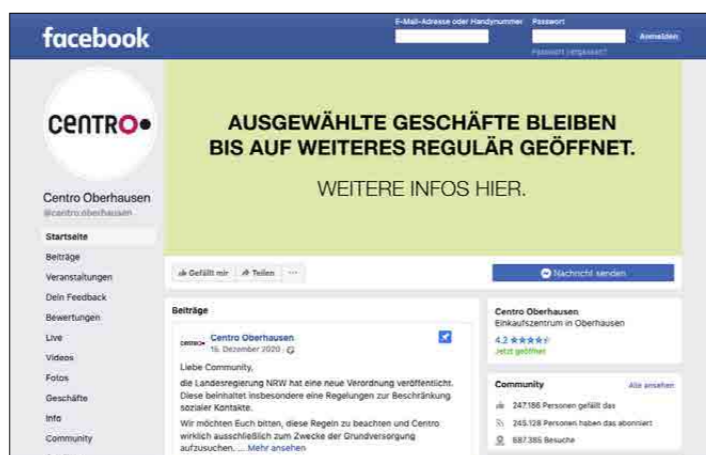 facebook
E-Mail-Adresse oder Handynummer
Passwort
Anmelden
Passwort vergessen?
CENTRO
Centro Oberhausen
@centro.oberhausen
Startseite
Beiträge
Veranstaltungen
Dein Feedback
Bewertungen
Live
Videos
Fotos
Geschäfte
Info
Community
AUSGEWÄHLTE GESCHÄFTE BLEIBEN
BIS AUF WEITERES REGULÄR GEÖFFNET.
WEITERE INFOS HIER.
Gefällt mir
Teilen
...
Nachricht senden
Beiträge
Centro Oberhausen
16. Dezember 2020
Liebe Community,
die Landesregierung NRW hat eine neue Verordnung veröffentlicht.
Diese beinhaltet insbesondere eine Regelungen zur Beschränkung
sozialer Kontakte.
Wir möchten Euch bitten, diese Regeln zu beachten und Centro
wirklich ausschließlich zum Zwecke der Grundversorgung
aufzusuchen. ... Mehr ansehen
Centro Oberhausen
Einkaufszentrum in Oberhausen
4,2
Jetzt geöffnet
Community
Alle ansehen
247.186 Personen gefällt das
245.128 Personen haben das abonniert
687.385 Besuche